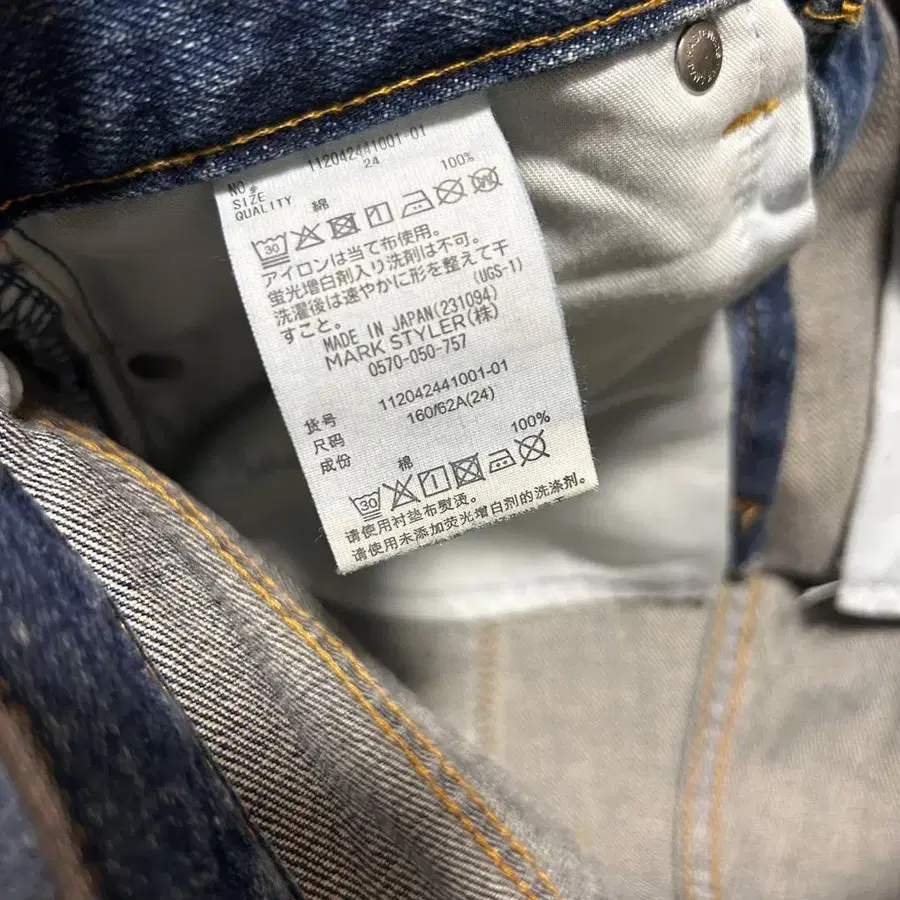 NO. 112042441001-01
SIZE 24
QUALITY 綿 100%
30
アイロンは当て布使用。
蛍光増白剤入り洗剤は不可。
洗濯後は速やかに形を整えて干
すこと。 (UGS-1)
MADE IN JAPAN(231094)
MARK STYLER(株)
0570-050-757
货号 112042441001-01
尺码 160/62A(24)
成份 棉 100%
30
请使用衬垫布熨烫。
请使用未添加荧光增白剂的洗涤剂。